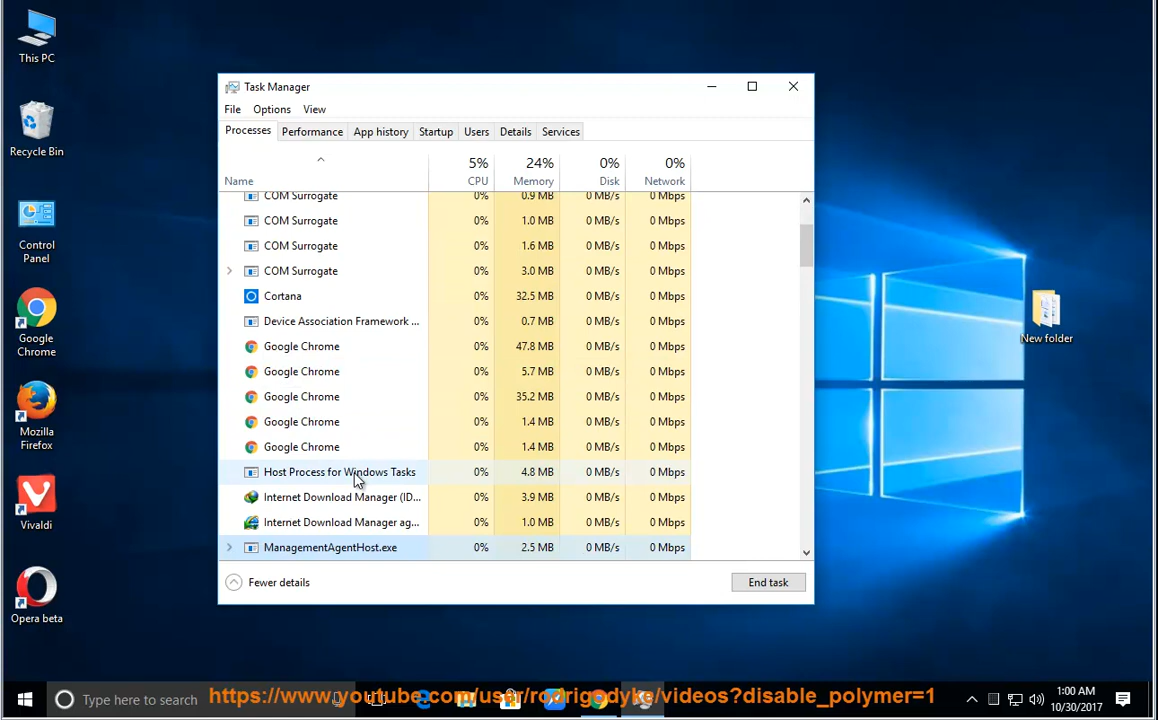 This PC
Recycle Bin
Control
Panel
Google
Chrome
Mozilla
Firefox
Vivaldi
Opera beta
New folder
Task Manager
File Options View
Processes Performance App history Startup Users Details Services
5% 24% 0% 0%
Name CPU Memory Disk Network
COM Surrogate 0% 0.9 MB 0 MB/s 0 Mbps
COM Surrogate 0% 1.0 MB 0 MB/s 0 Mbps
COM Surrogate 0% 1.6 MB 0 MB/s 0 Mbps
COM Surrogate 0% 3.0 MB 0 MB/s 0 Mbps
Cortana 0% 32.5 MB 0 MB/s 0 Mbps
Device Association Framework ... 0% 0.7 MB 0 MB/s 0 Mbps
Google Chrome 0% 47.8 MB 0 MB/s 0 Mbps
Google Chrome 0% 5.7 MB 0 MB/s 0 Mbps
Google Chrome 0% 35.2 MB 0 MB/s 0 Mbps
Google Chrome 0% 1.4 MB 0 MB/s 0 Mbps
Google Chrome 0% 1.4 MB 0 MB/s 0 Mbps
Host Process for Windows Tasks 0% 4.8 MB 0 MB/s 0 Mbps
Internet Download Manager (ID... 0% 3.9 MB 0 MB/s 0 Mbps
Internet Download Manager ag... 0% 1.0 MB 0 MB/s 0 Mbps
ManagementAgentHost.exe 0% 2.5 MB 0 MB/s 0 Mbps
Fewer details End task
Type here to search
https://www.youtube.com/user/rodrigodyke/videos?disable_polymer=1
1:00 AM
10/30/2017